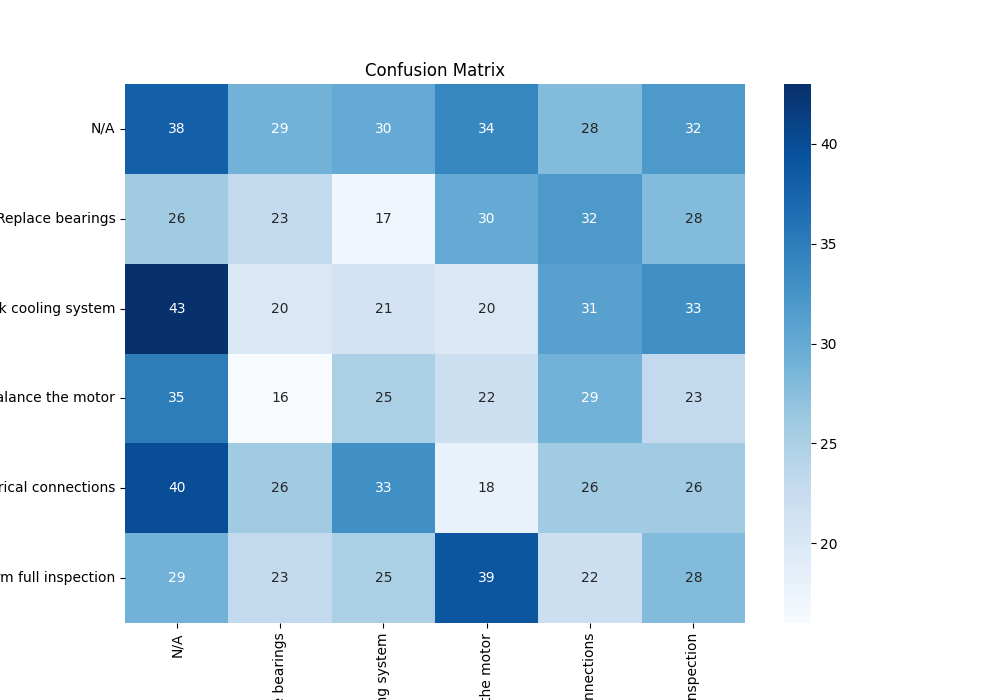 Confusion Matrix
N/A 38 29 30 34 28 32
Replace bearings 26 23 17 30 32 28
k cooling system 43 20 21 20 31 33
alance the motor 35 16 25 22 29 23
rical connections 40 26 33 18 26 26
m full inspection 29 23 25 39 22 28
N/A
bearings
ng system
the motor
nnections
nspection
40
35
30
25
20